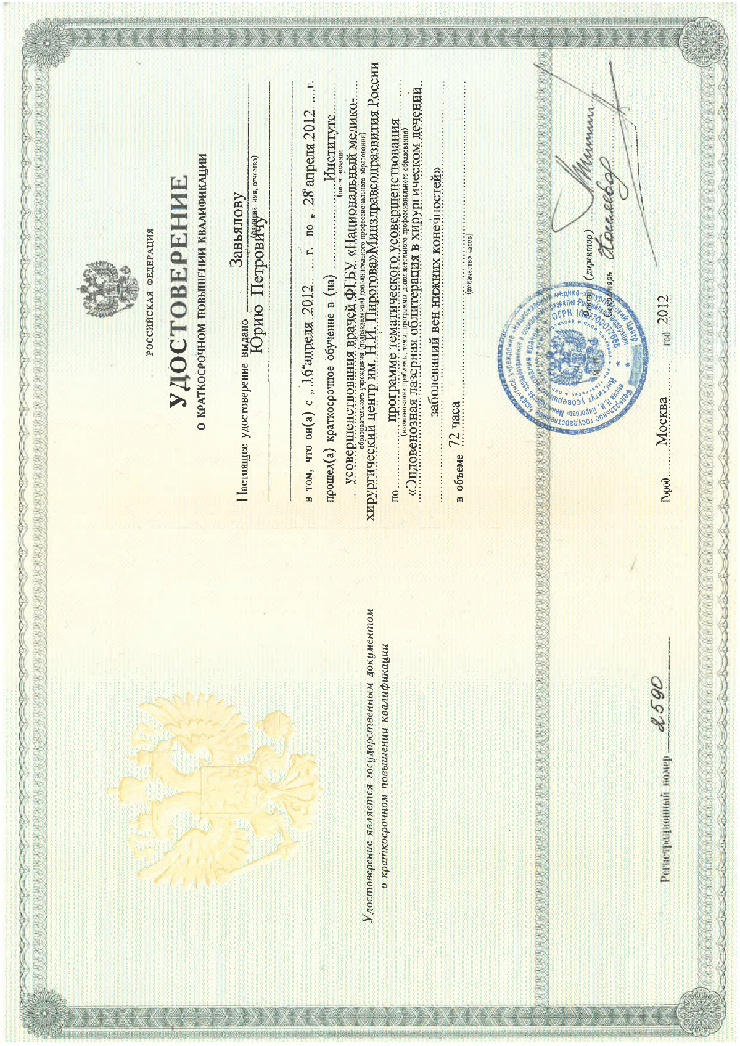 Удостоверение является государственным документом
о краткосрочном повышении квалификации
Регистрационный номер 2590
РОССИЙСКАЯ ФЕДЕРАЦИЯ
УДОСТОВЕРЕНИЕ
О КРАТКОСРОЧНОМ ПОВЫШЕНИИ КВАЛИФИКАЦИИ
Настоящее удостоверение выдано Завьялову
(фамилия, имя, отчество)
Юрию Петровичу
в том, что он(а) с „16“ апреля 2012 г. по „ 28“ апреля 2012 г.
прошел(а) краткосрочное обучение в (на) Институте
усовершенствования врачей ФГБУ «Национальный медико-
образовательного учреждения (подразделения) дополнительного профессионального образования)
хирургический центр им. Н.И. Пирогова»Минздравсоцразвития России
по программе тематического усовершенствования
(наименование проблемы, темы, программы дополнительного профессионального образования)
«Эндовенозная лазерная облитерация в хирургическом лечении
заболеваний вен нижних конечностей»
в объеме 72 часа
(количество часов)
Ректор (директор)
Секретарь
Город Москва год 2012